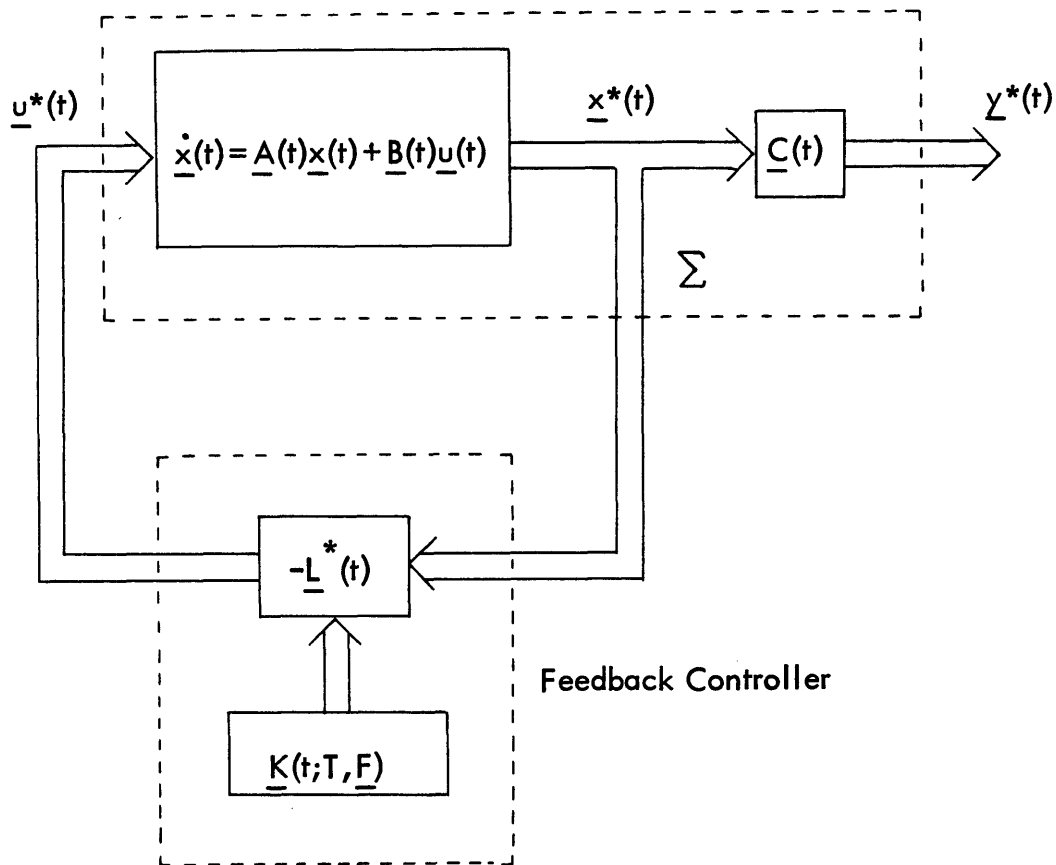 u*(t)
ẋ(t) = A(t)x(t) + B(t)u(t)
x*(t)
C(t)
y*(t)
Σ
-L*(t)
Feedback Controller
K(t;T,F)